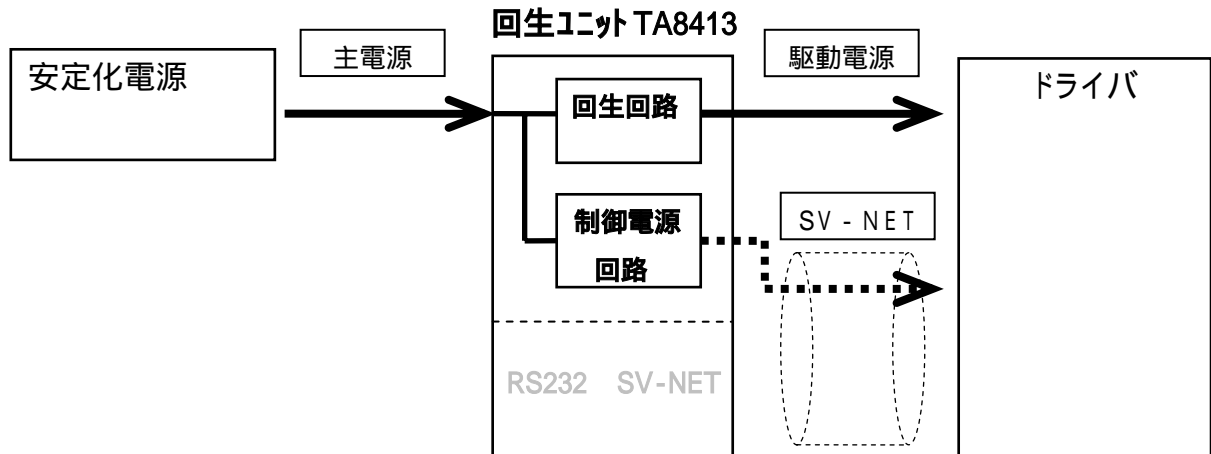 回生ユニット TA8413
主電源
駆動電源
安定化電源
ドライバ
回生回路
SV-NET
制御電源
回路
RS232 SV-NET